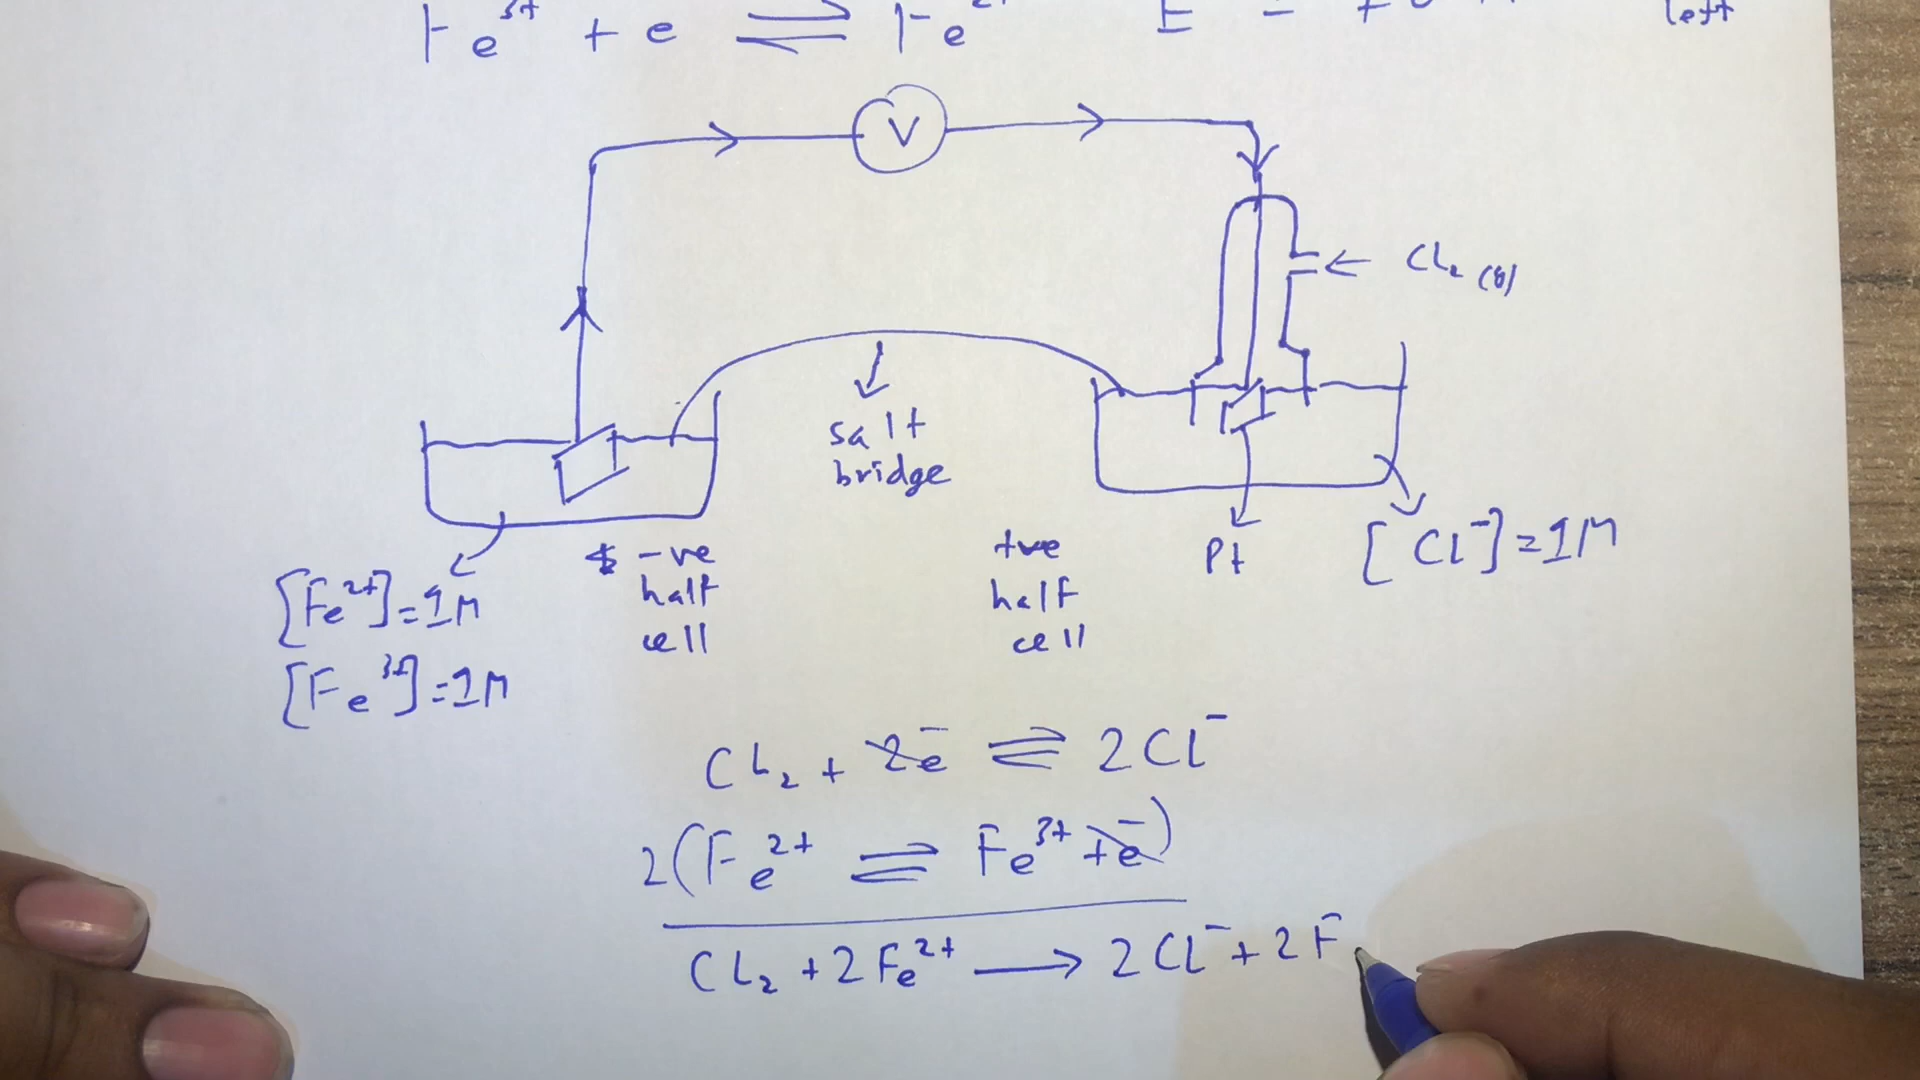 Fe³⁺ + e ⇌ Fe²⁺ E = +0
left
V
Cl₂ (g)
salt
bridge
-ve
half
cell
+ve
half
cell
Pt
[Cl⁻]=1M
[Fe²⁺]=1M
[Fe³⁺]=1M
Cl₂ + 2e⁻ ⇌ 2Cl⁻
2(Fe²⁺ ⇌ Fe³⁺ +e⁻)
Cl₂ + 2Fe²⁺ → 2Cl⁻ + 2F